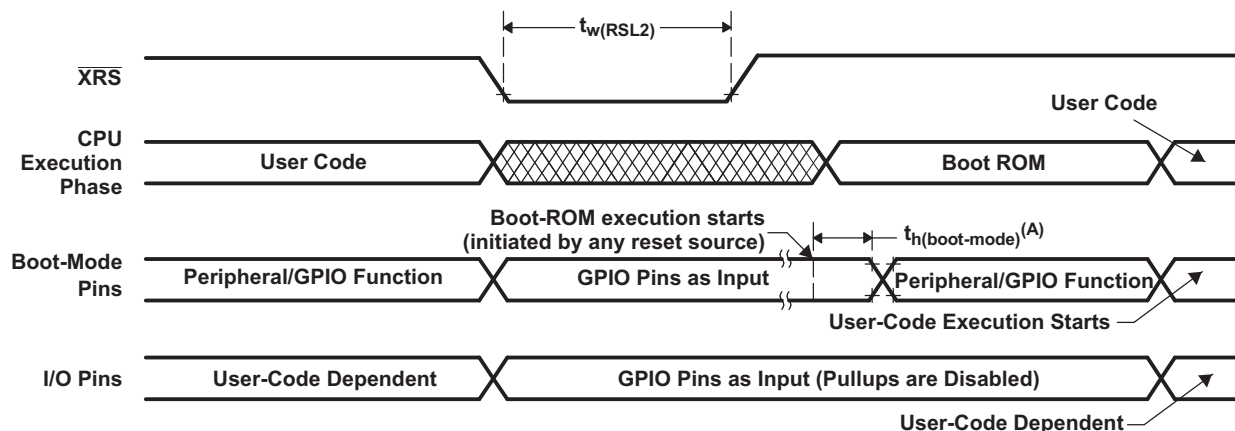 tw(RSL2)
XRS
User Code
CPU
Execution
Phase
User Code
Boot ROM
Boot-ROM execution starts
(initiated by any reset source)
th(boot-mode)(A)
Boot-Mode
Pins
Peripheral/GPIO Function
GPIO Pins as Input
Peripheral/GPIO Function
User-Code Execution Starts
I/O Pins
User-Code Dependent
GPIO Pins as Input (Pullups are Disabled)
User-Code Dependent